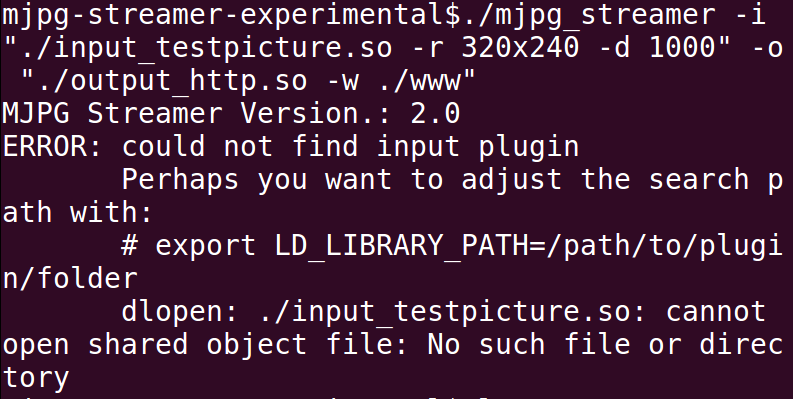 mjpg-streamer-experimental$./mjpg_streamer -i
"./input_testpicture.so -r 320x240 -d 1000" -o
 "./output_http.so -w ./www"
MJPG Streamer Version.: 2.0
ERROR: could not find input plugin
       Perhaps you want to adjust the search p
ath with:
       # export LD_LIBRARY_PATH=/path/to/plugi
n/folder
       dlopen: ./input_testpicture.so: cannot
open shared object file: No such file or direc
tory